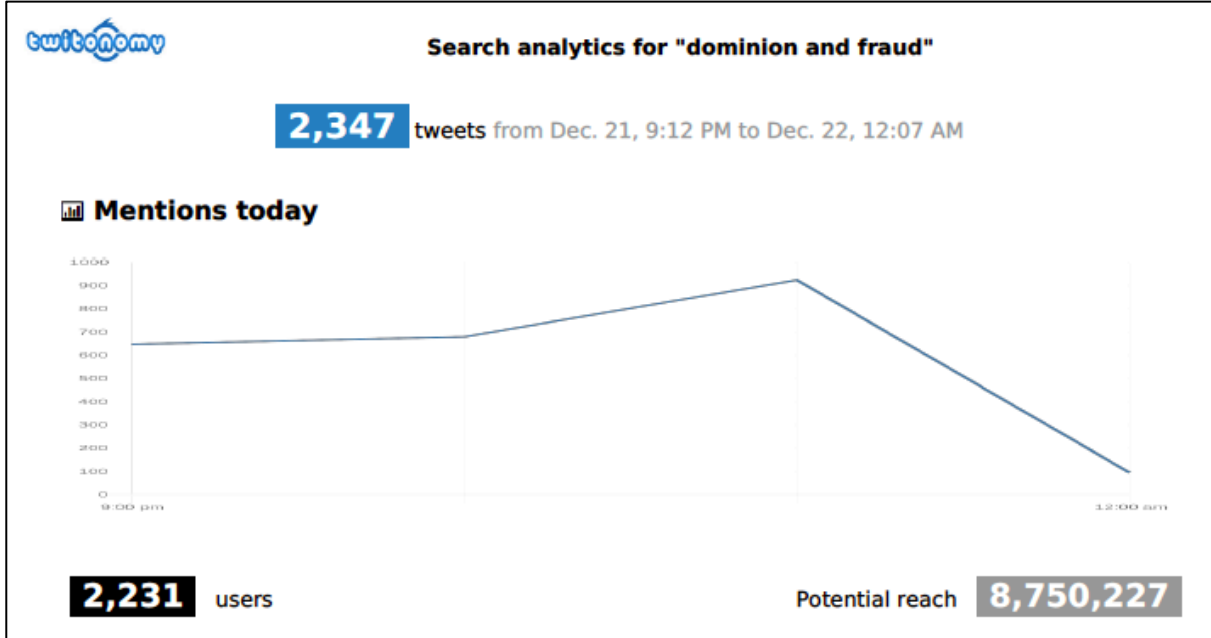 twitonomy
Search analytics for "dominion and fraud"
2,347 tweets from Dec. 21, 9:12 PM to Dec. 22, 12:07 AM
Mentions today
1000
900
800
700
600
500
400
300
200
100
0
9:00 pm 12:00 am
2,231 users Potential reach 8,750,227